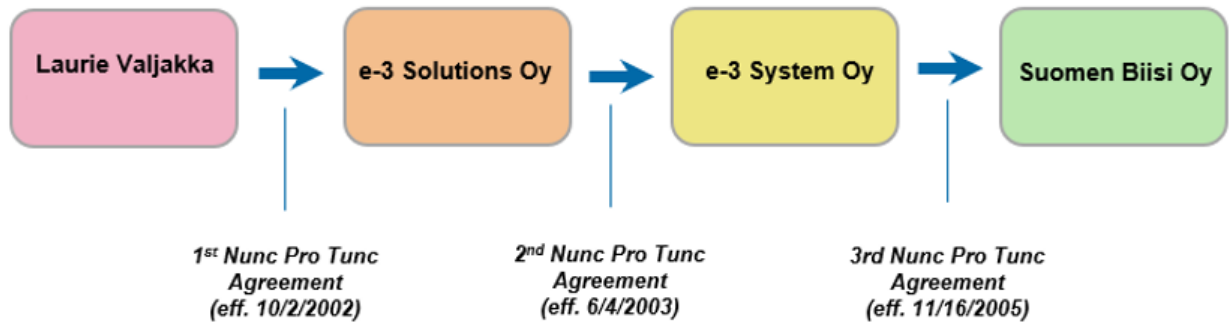 Laurie Valjakka
e-3 Solutions Oy
e-3 System Oy
Suomen Biisi Oy
1st Nunc Pro Tunc
Agreement
(eff. 10/2/2002)
2nd Nunc Pro Tunc
Agreement
(eff. 6/4/2003)
3rd Nunc Pro Tunc
Agreement
(eff. 11/16/2005)